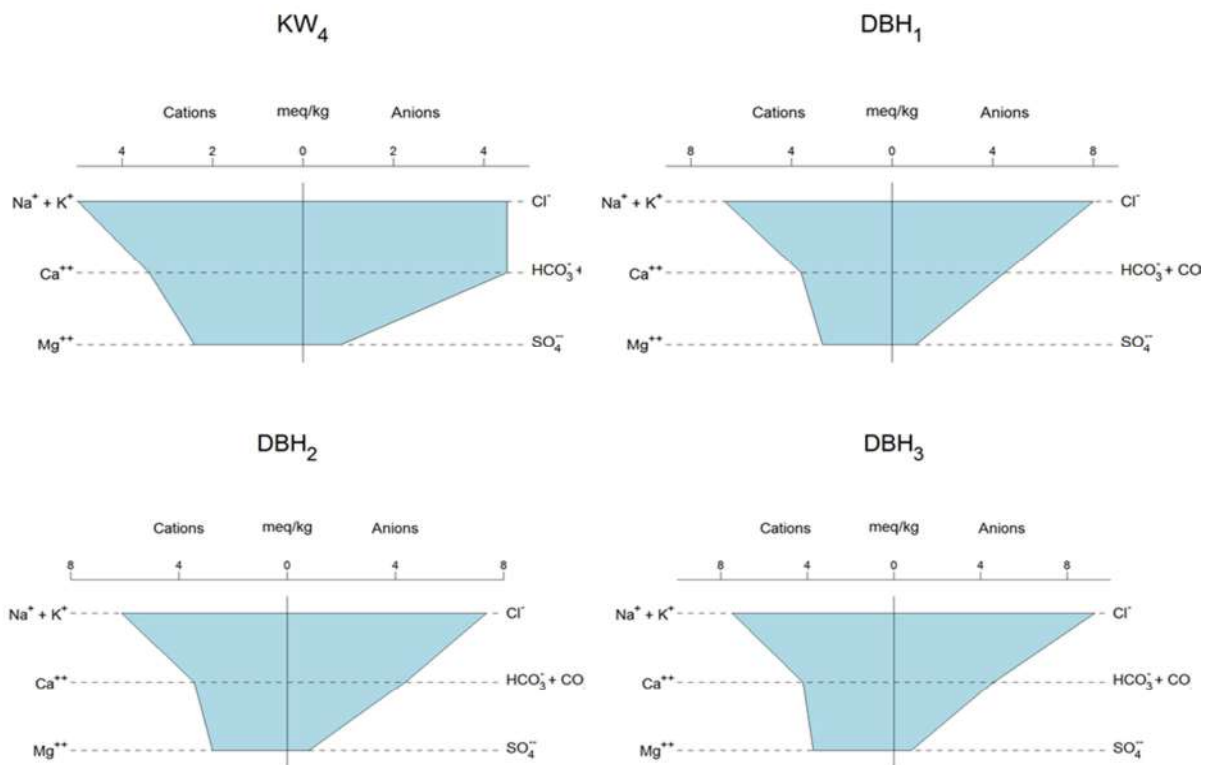 KW₄
Cations meq/kg Anions
4 2 0 2 4
Na⁺ + K⁺ Cl⁻
Ca⁺⁺ HCO₃⁻ +
Mg⁺⁺ SO₄⁻⁻
DBH₁
Cations meq/kg Anions
8 4 0 4 8
Na⁺ + K⁺ Cl⁻
Ca⁺⁺ HCO₃⁻ + CO
Mg⁺⁺ SO₄⁻⁻
DBH₂
Cations meq/kg Anions
8 4 0 4 8
Na⁺ + K⁺ Cl⁻
Ca⁺⁺ HCO₃⁻ + CO
Mg⁺⁺ SO₄⁻⁻
DBH₃
Cations meq/kg Anions
8 4 0 4 8
Na⁺ + K⁺ Cl⁻
Ca⁺⁺ HCO₃⁻ + CO
Mg⁺⁺ SO₄⁻⁻